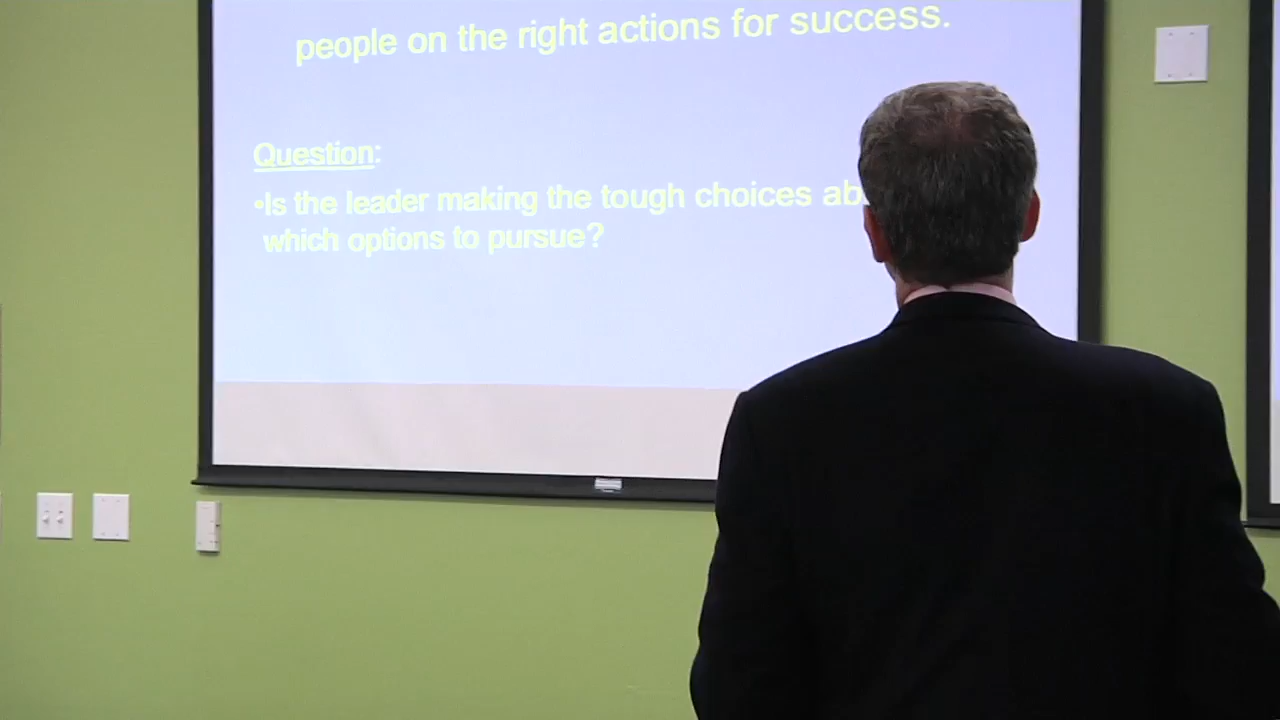 people on the right actions for success.
Question:
•Is the leader making the tough choices ab
which options to pursue?